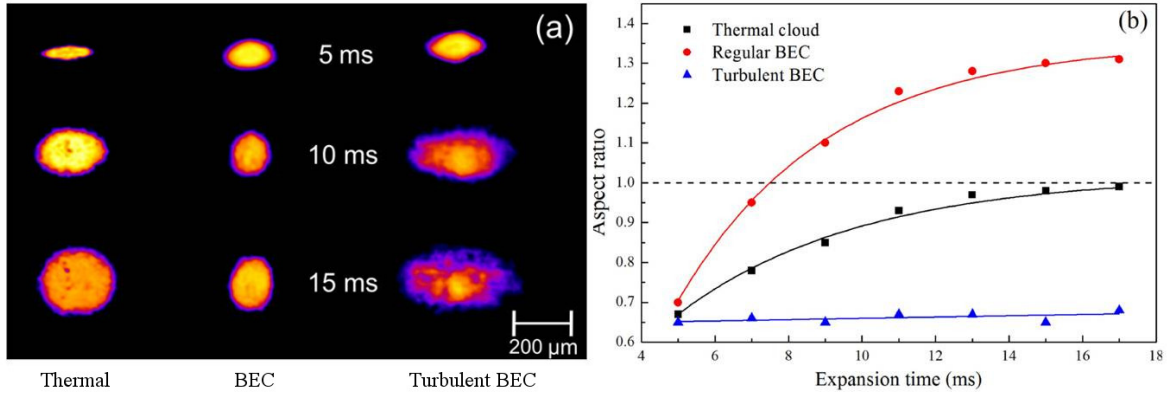 (a)
5 ms
10 ms
15 ms
200 µm
Thermal
BEC
Turbulent BEC
(b)
Thermal cloud
Regular BEC
Turbulent BEC
1.4
1.3
1.2
1.1
1.0
0.9
0.8
0.7
0.6
Aspect ratio
4 6 8 10 12 14 16 18
Expansion time (ms)